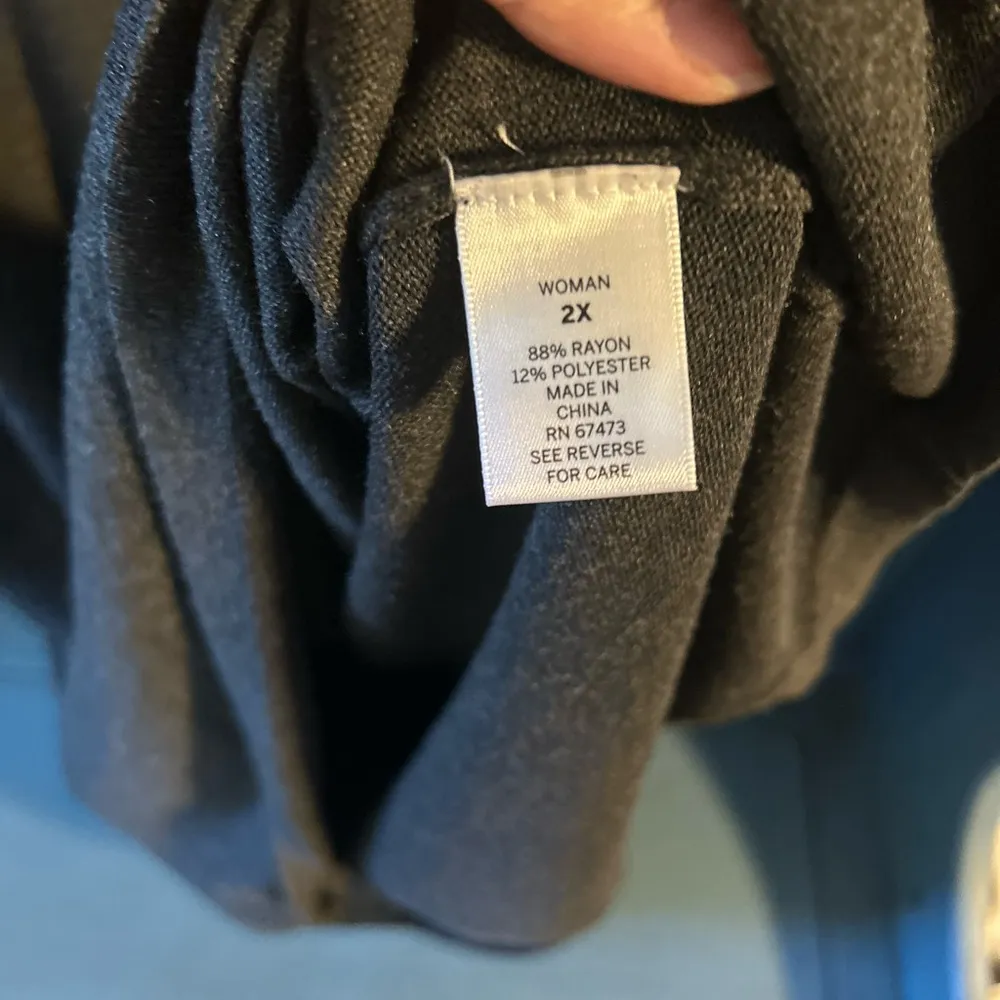 WOMAN
2X
88% RAYON
12% POLYESTER
MADE IN
CHINA
RN 67473
SEE REVERSE
FOR CARE